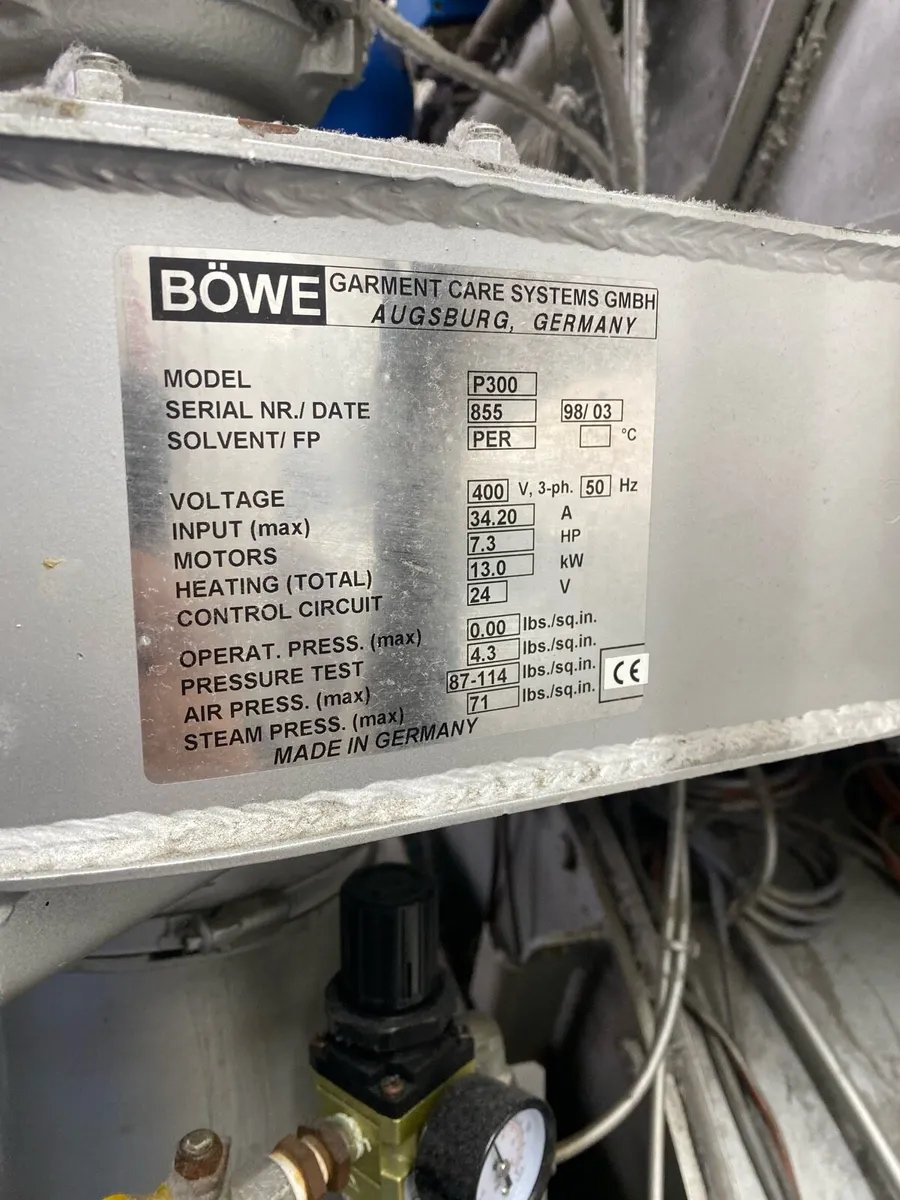 BÖWE GARMENT CARE SYSTEMS GMBH
AUGSBURG, GERMANY
MODEL P300
SERIAL NR./ DATE 855 98/ 03
SOLVENT/ FP PER °C
VOLTAGE 400 V, 3-ph. 50 Hz
INPUT (max) 34.20 A
MOTORS 7.3 HP
HEATING (TOTAL) 13.0 kW
CONTROL CIRCUIT 24 V
OPERAT. PRESS. (max) 0.00 lbs./sq.in.
PRESSURE TEST 4.3 lbs./sq.in.
AIR PRESS. (max) 87-114 lbs./sq.in.
STEAM PRESS. (max) 71 lbs./sq.in.
CE
MADE IN GERMANY